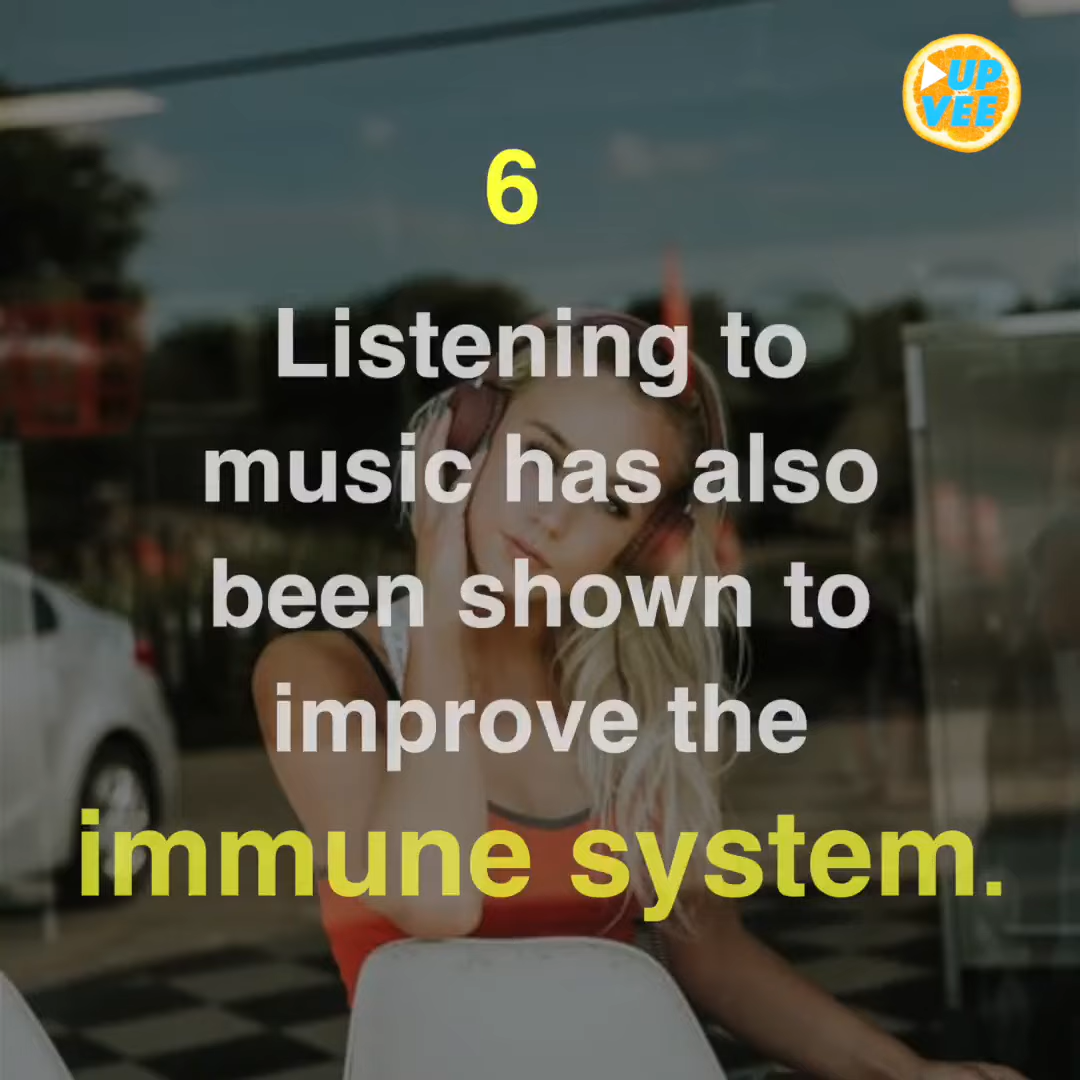 UP
VEE
6
Listening to
music has also
been shown to
improve the
immune system.